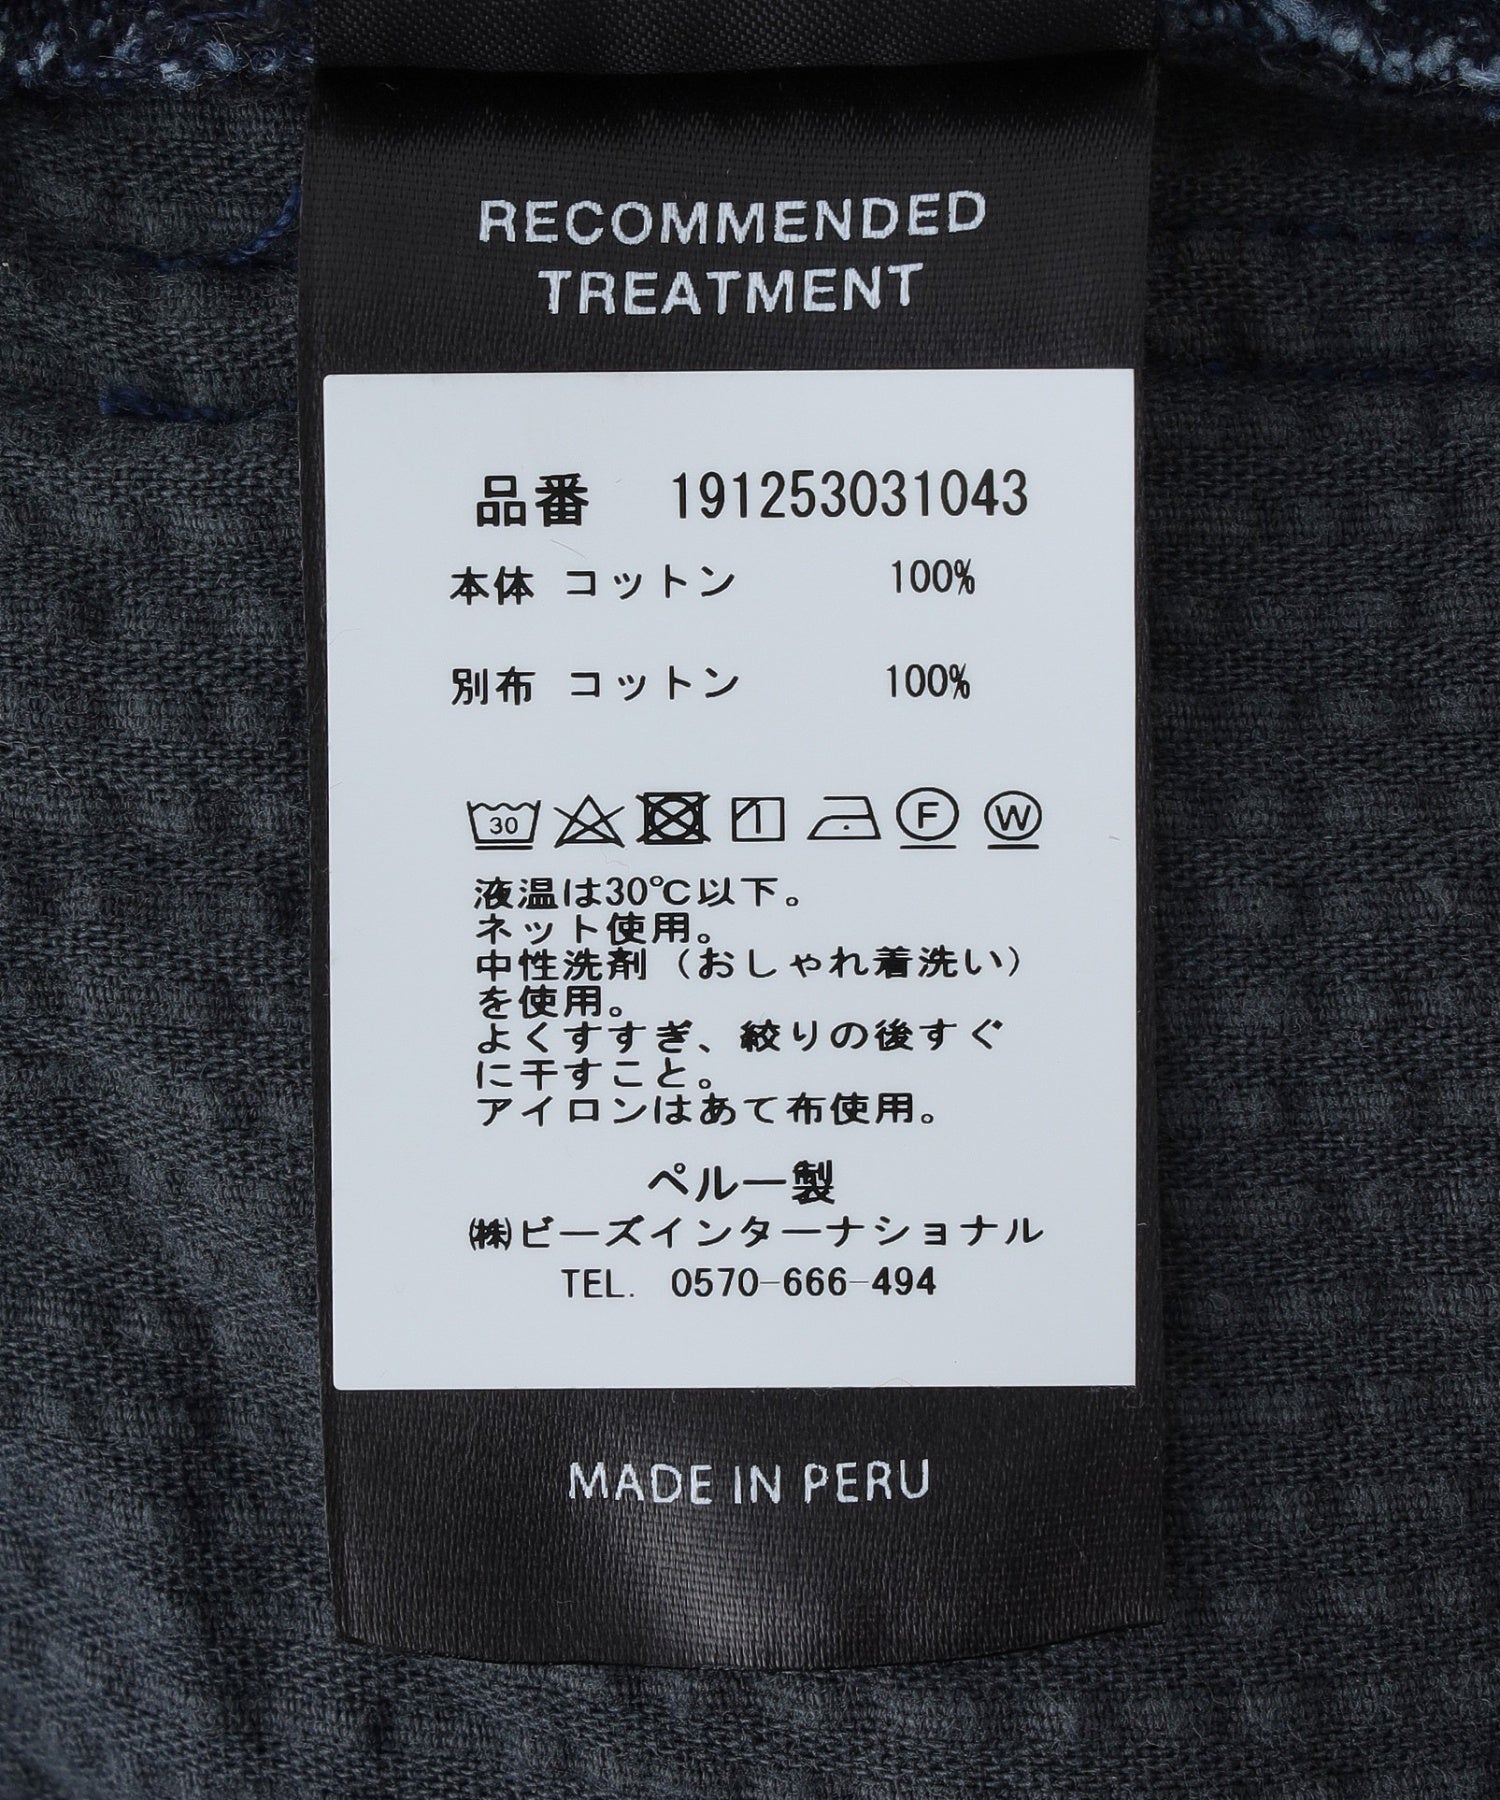 RECOMMENDED
TREATMENT
品番 191253031043
本体 コットン 100%
別布 コットン 100%
30 F W
液温は30℃以下。
ネット使用。
中性洗剤（おしゃれ着洗い）
を使用。
よくすすぎ、絞りの後すぐ
に干すこと。
アイロンはあて布使用。
ペルー製
㈱ビーズインターナショナル
TEL. 0570-666-494
MADE IN PERU